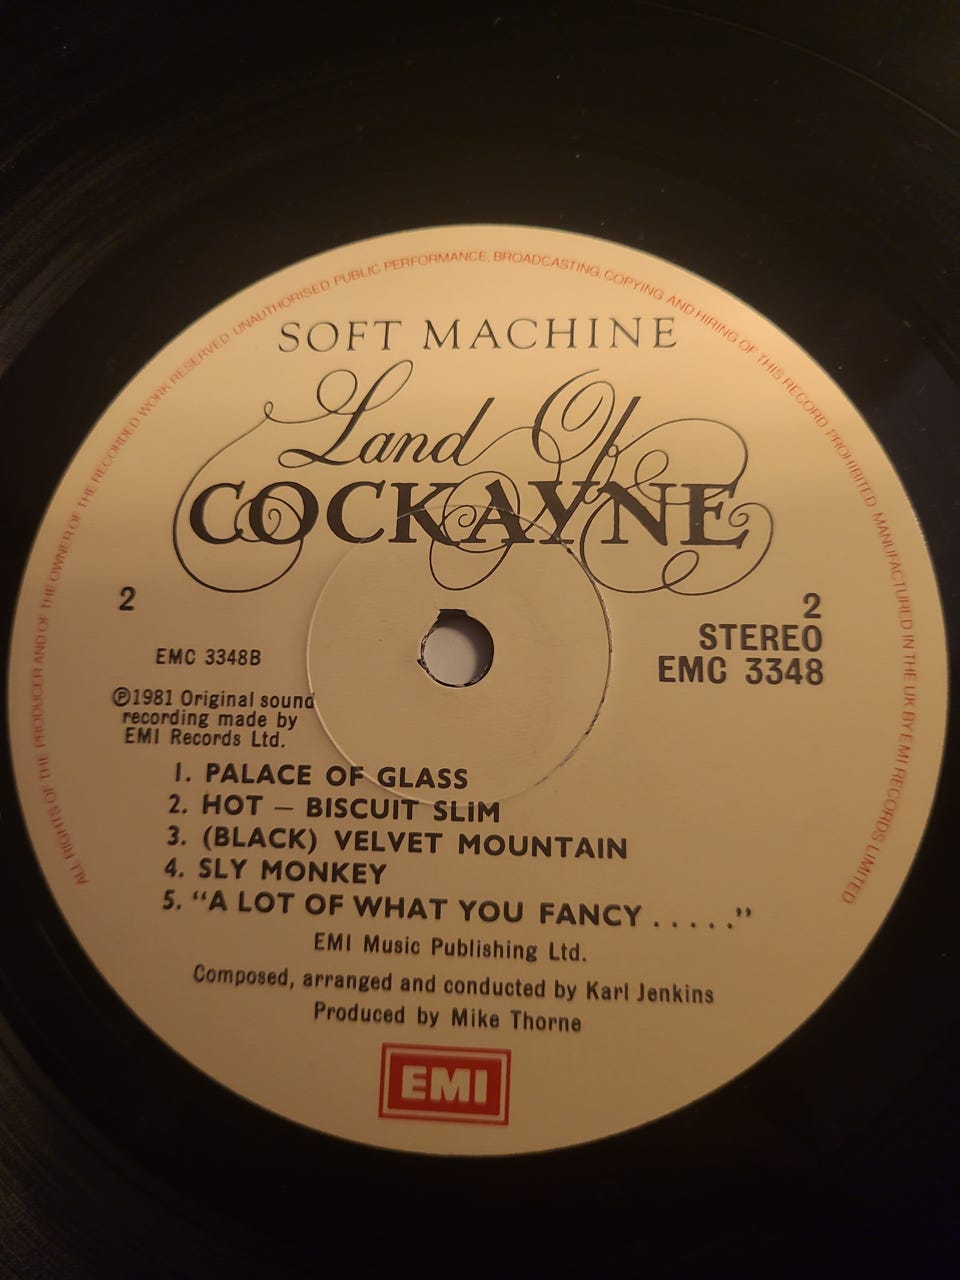 ALL RIGHTS OF THE PRODUCER AND OF THE OWNER OF THE RECORDED WORK RESERVED. UNAUTHORISED PUBLIC PERFORMANCE, BROADCASTING, COPYING AND HIRING OF THIS RECORD PROHIBITED. MANUFACTURED IN THE UK BY EMI RECORDS LIMITED.
SOFT MACHINE
Land Of
COCKAYNE
2
2
STEREO
EMC 3348
EMC 3348B
Ⓟ1981 Original sound
recording made by
EMI Records Ltd.
1. PALACE OF GLASS
2. HOT – BISCUIT SLIM
3. (BLACK) VELVET MOUNTAIN
4. SLY MONKEY
5. “A LOT OF WHAT YOU FANCY . . . . .”
EMI Music Publishing Ltd.
Composed, arranged and conducted by Karl Jenkins
Produced by Mike Thorne
EMI